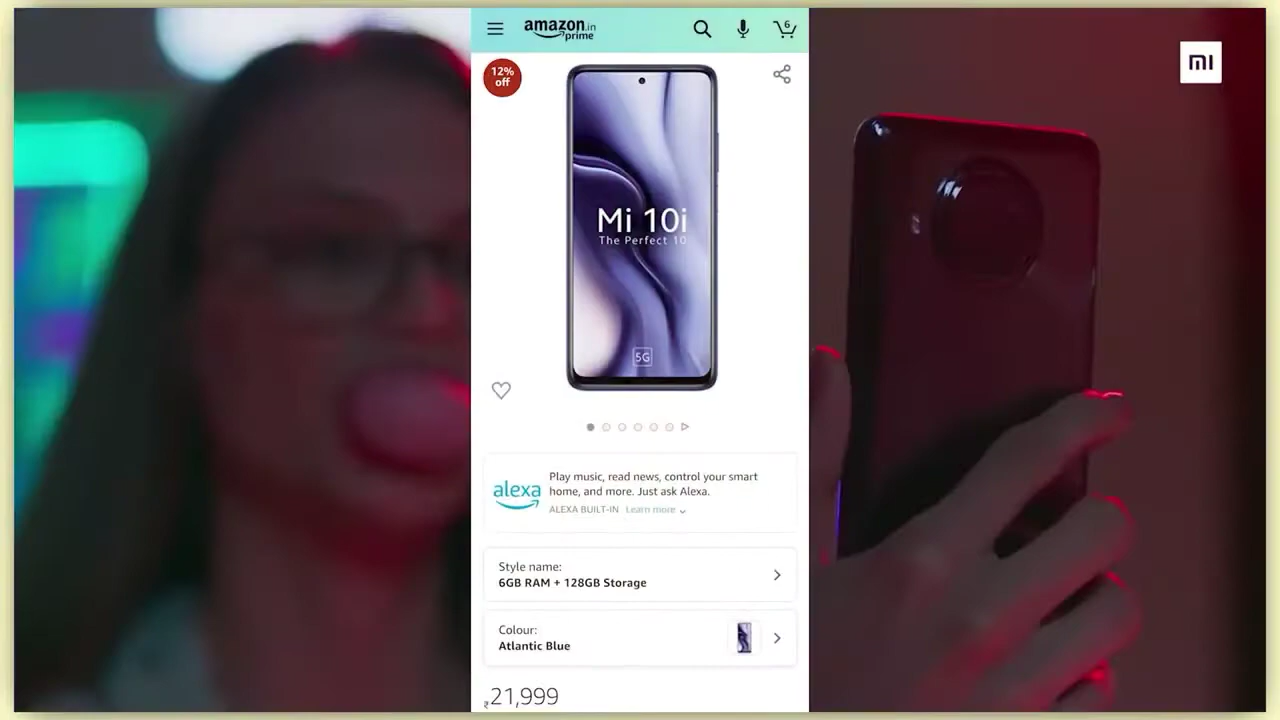 amazon.in
prime
6
12%
off
mi
Mi 10i
The Perfect 10
5G
Play music, read news, control your smart
home, and more. Just ask Alexa.
alexa
ALEXA BUILT-IN Learn more
Style name:
6GB RAM + 128GB Storage
Colour:
Atlantic Blue
₹21,999